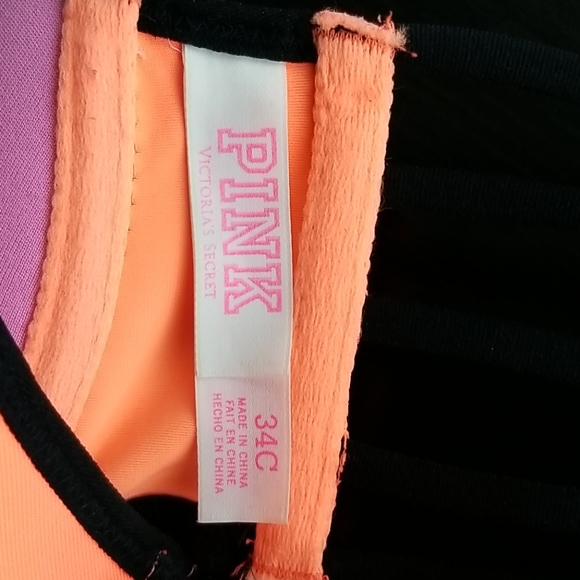 PINK
VICTORIA'S SECRET
34C
MADE IN CHINA
FAIT EN CHINE
HECHO EN CHINA